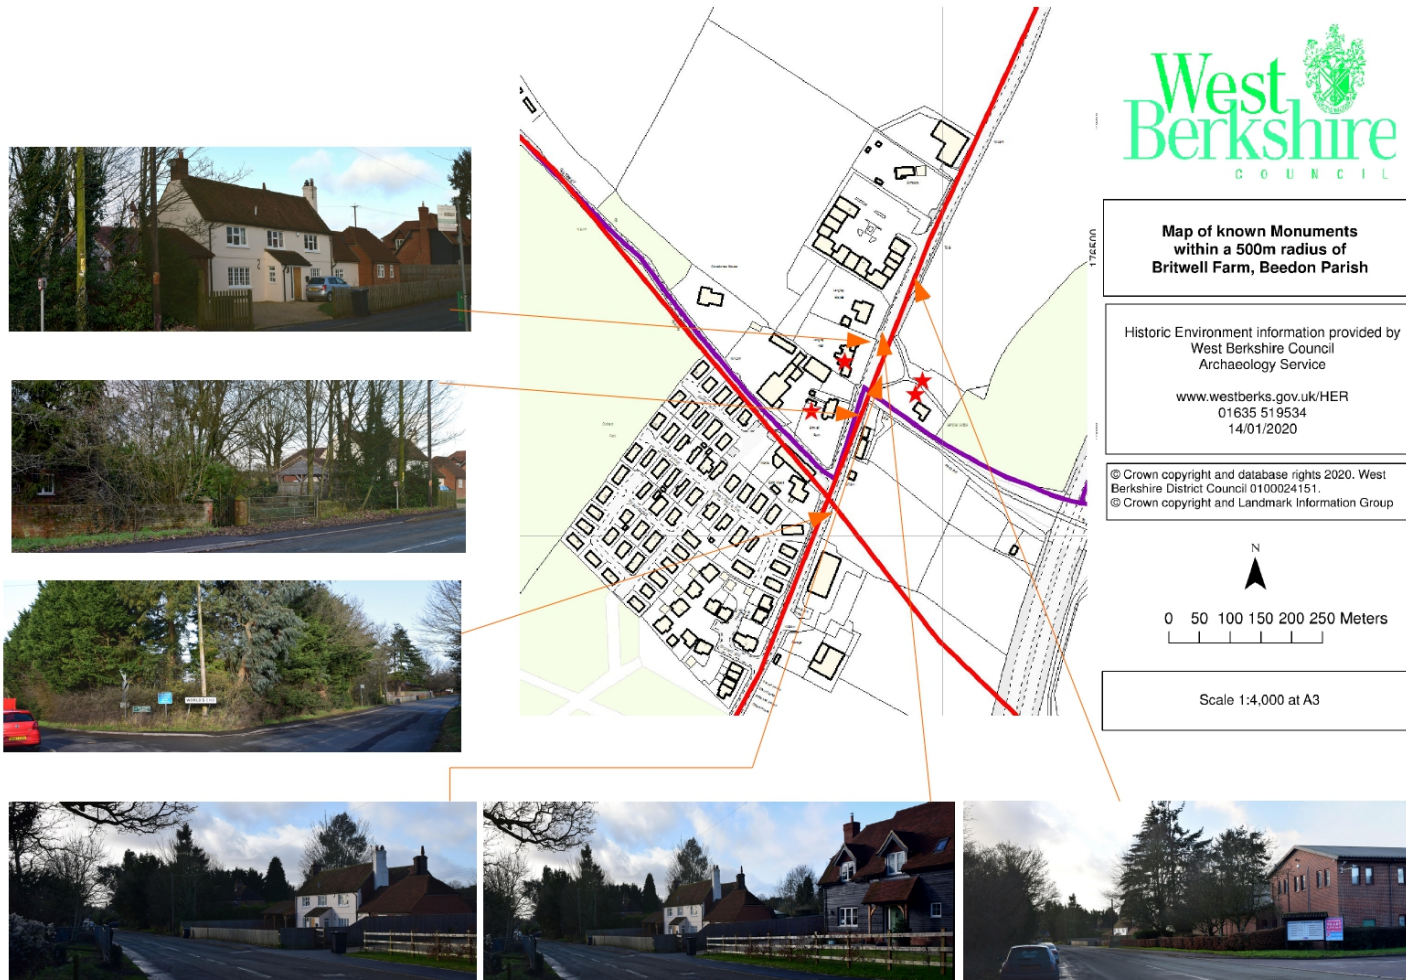 West
Berkshire
COUNCIL
Map of known Monuments
within a 500m radius of
Britwell Farm, Beedon Parish
Historic Environment information provided by
West Berkshire Council
Archaeology Service
www.westberks.gov.uk/HER
01635 519534
14/01/2020
© Crown copyright and database rights 2020. West
Berkshire District Council 0100024151.
© Crown copyright and Landmark Information Group
N
0 50 100 150 200 250 Meters
Scale 1:4,000 at A3
176500
WORLD'S END